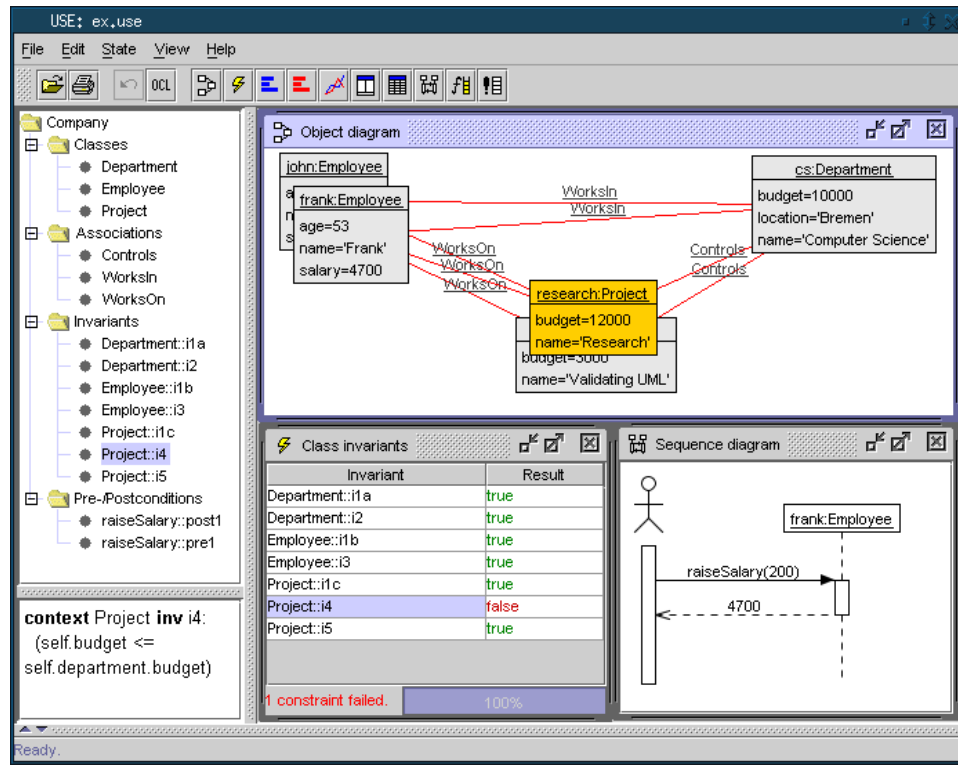 USE: ex.use
File Edit State View Help
OCL
Company
Classes
Department
Employee
Project
Associations
Controls
WorksIn
WorksOn
Invariants
Department::i1a
Department::i2
Employee::i1b
Employee::i3
Project::i1c
Project::i4
Project::i5
Pre-/Postconditions
raiseSalary::post1
raiseSalary::pre1
context Project inv i4:
(self.budget <=
self.department.budget)
Object diagram
john:Employee
a
n
s
frank:Employee
age=53
name='Frank'
salary=4700
WorksIn
WorksIn
cs:Department
budget=10000
location='Bremen'
name='Computer Science'
WorksOn
WorksOn
WorksOn
Controls
Controls
research:Project
budget=12000
name='Research'
budget=3000
name='Validating UML'
Class invariants
Invariant Result
Department::i1a true
Department::i2 true
Employee::i1b true
Employee::i3 true
Project::i1c true
Project::i4 false
Project::i5 true
1 constraint failed. 100%
Sequence diagram
frank:Employee
raiseSalary(200)
4700
Ready.